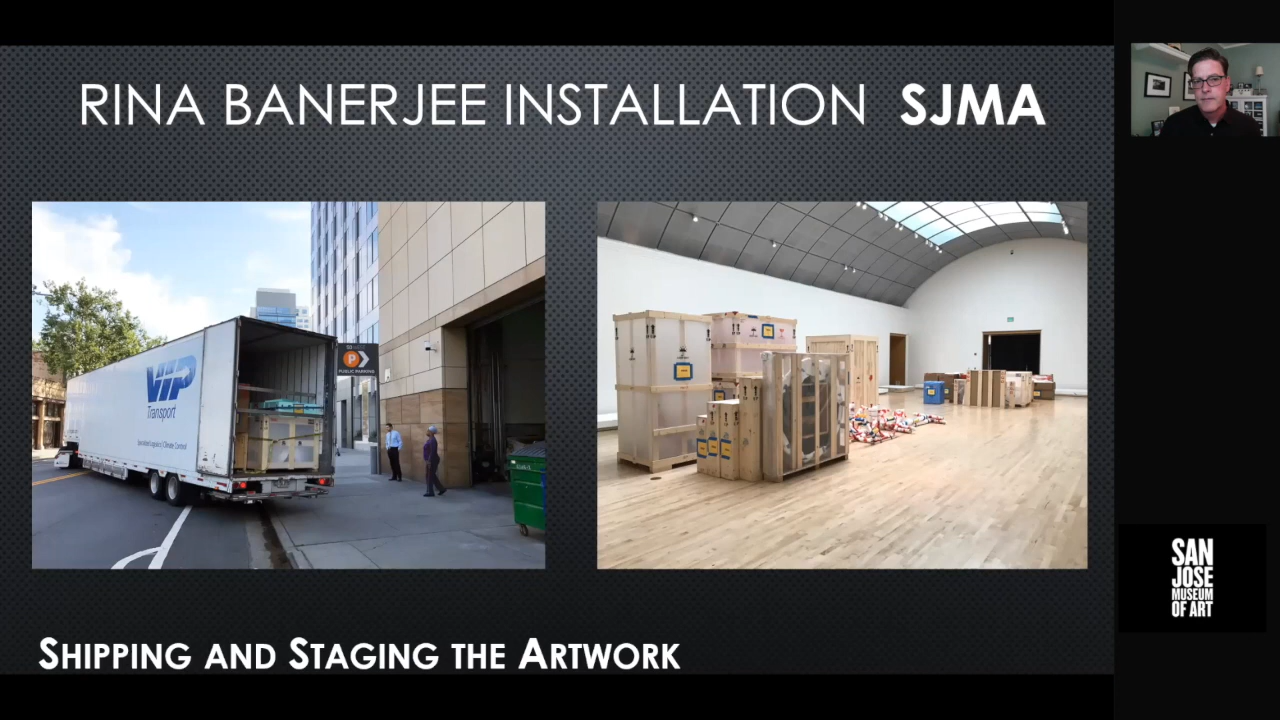 RINA BANERJEE INSTALLATION SJMA
VIP
Transport
P
PUBLIC PARKING
SHIPPING AND STAGING THE ARTWORK
SAN
JOSE
MUSEUM
OF ART